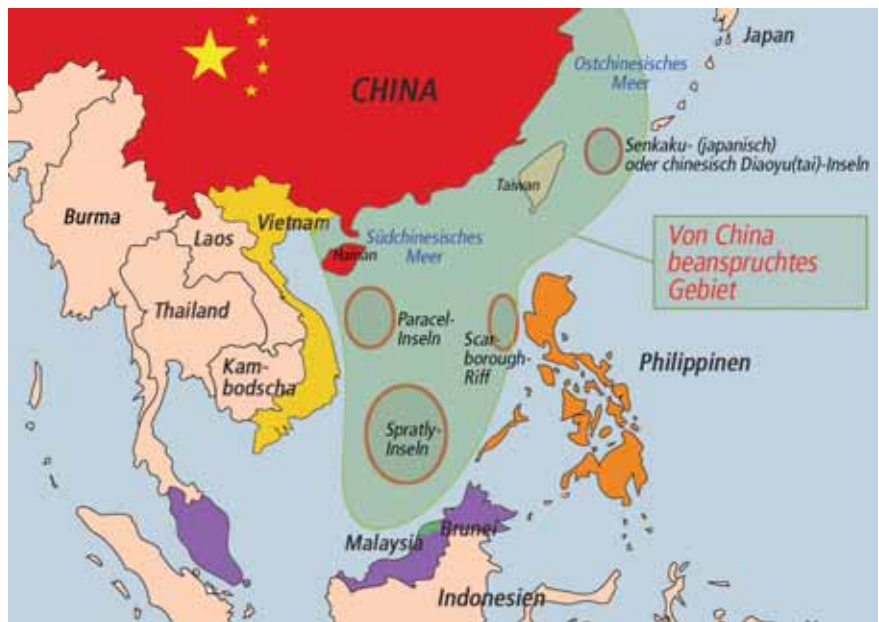 Japan
Ostchinesisches
Meer
CHINA
Senkaku- (japanisch)
oder chinesisch Diaoyu(tai)-Inseln
Taiwan
Burma
Vietnam
Laos
Hainan
Südchinesisches
Meer
Von China
beanspruchtes
Gebiet
Thailand
Paracel-
Inseln
Scar-
borough-
Riff
Philippinen
Kam-
bodscha
Spratly-
Inseln
Malaysia
Brunei
Indonesien